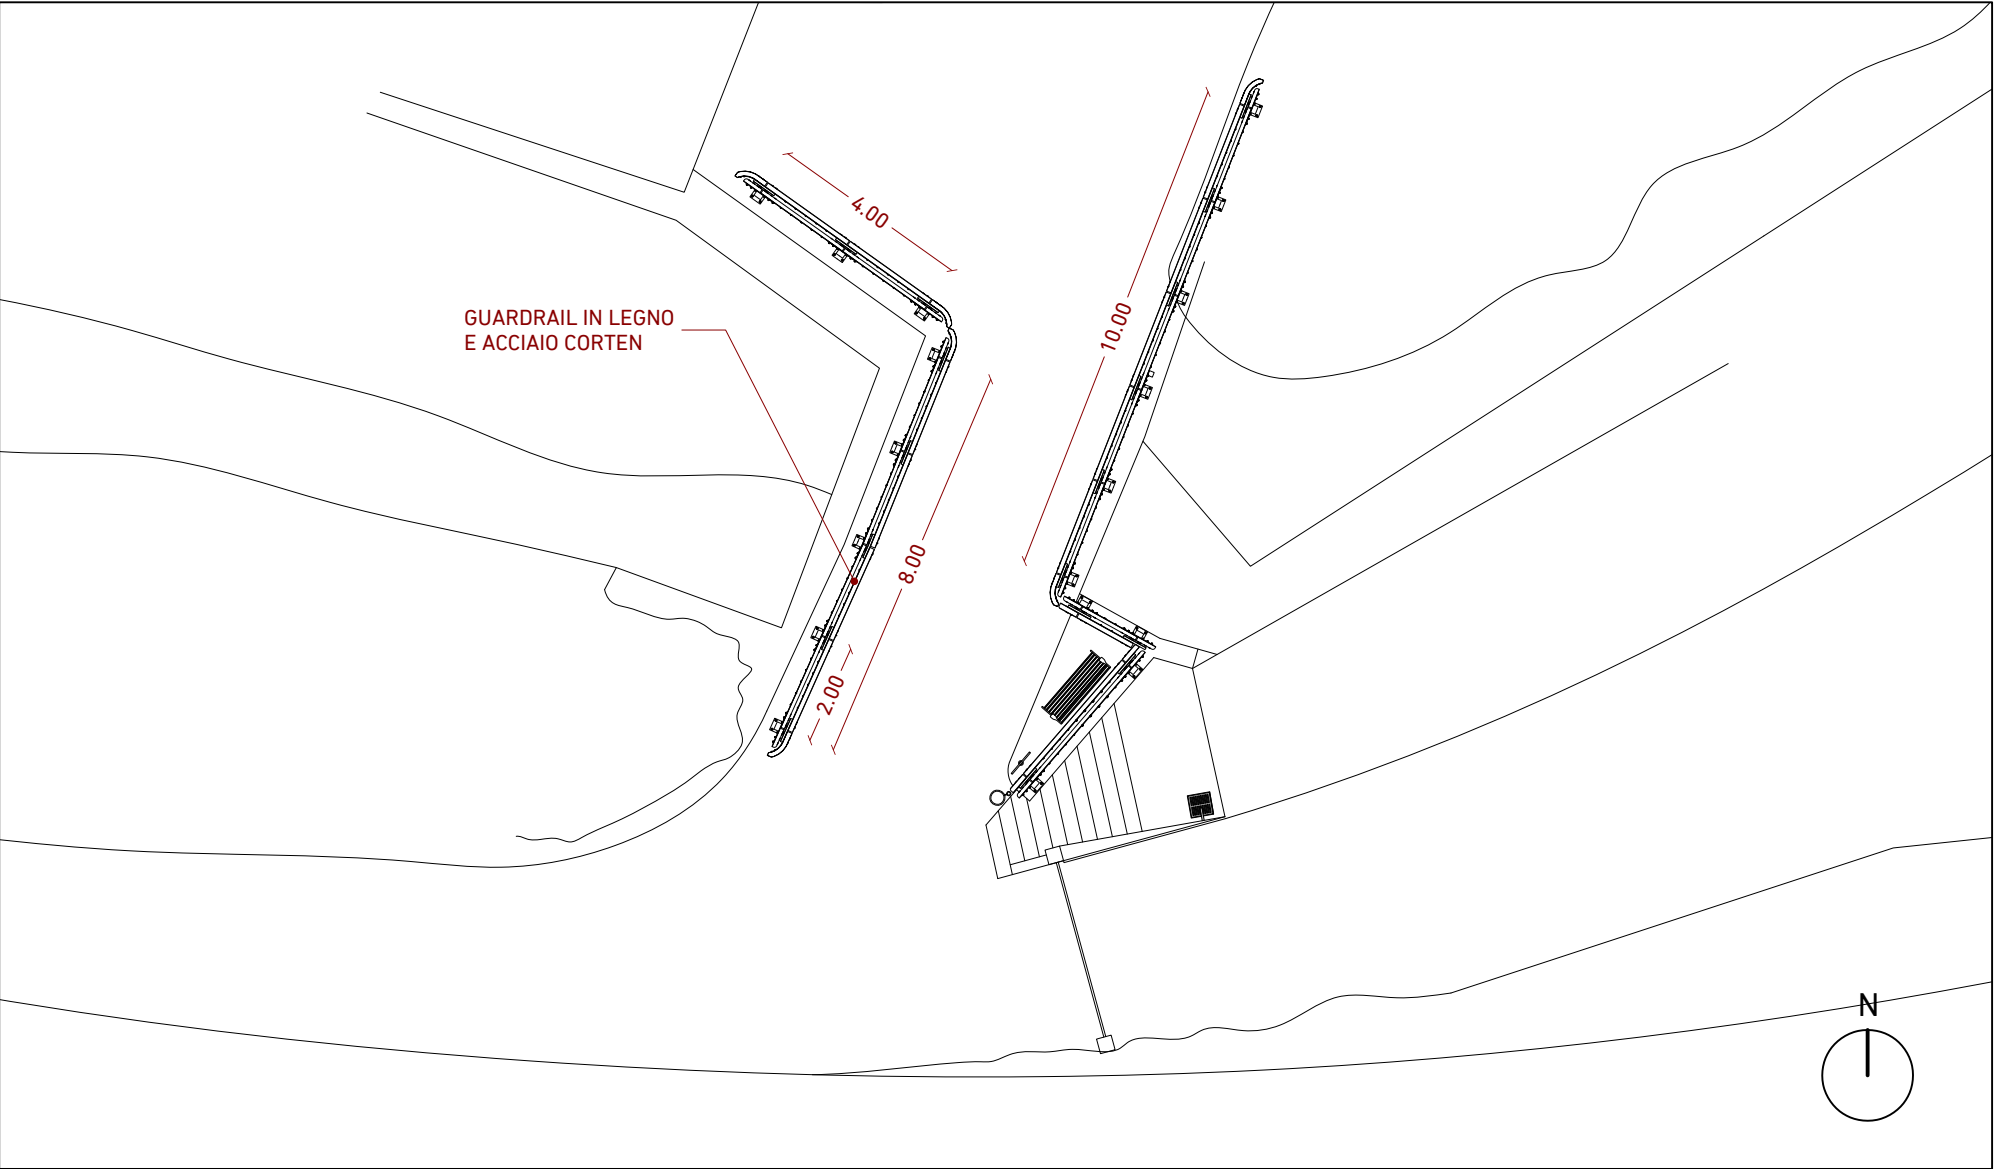 4.00
10.00
GUARDRAIL IN LEGNO
E ACCIAIO CORTEN
8.00
2.00
N